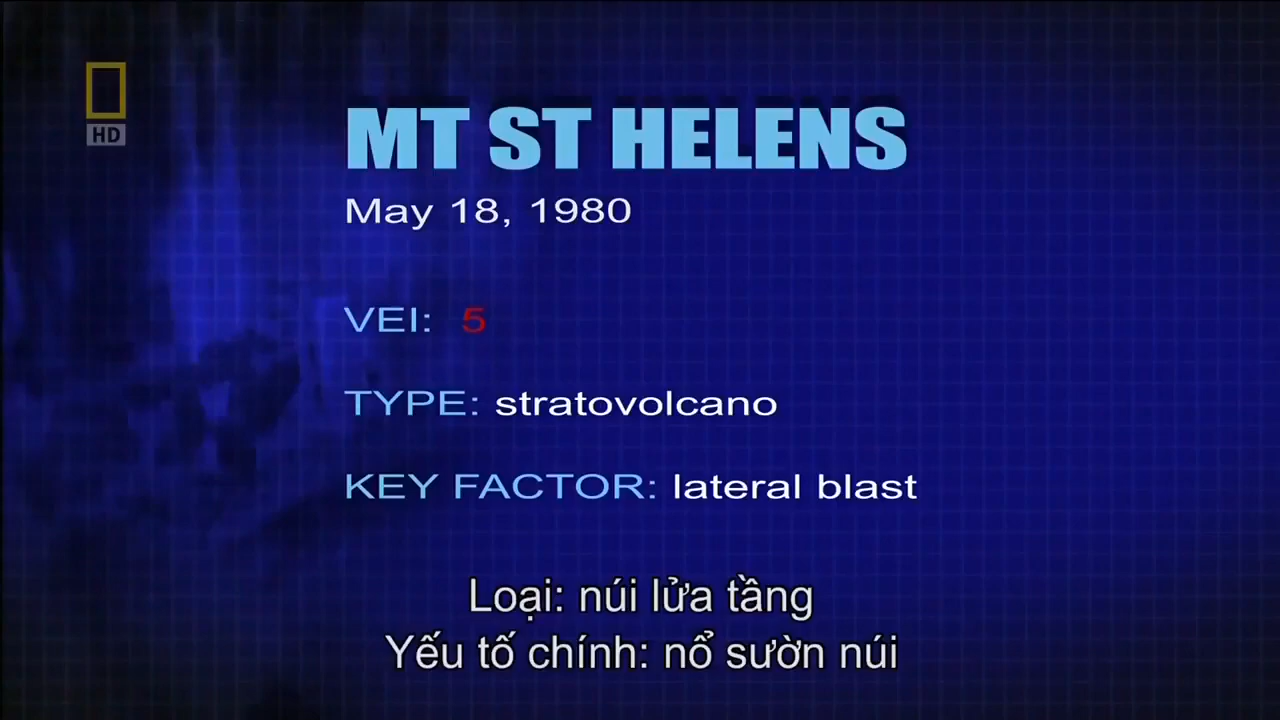 HD
MT ST HELENS
May 18, 1980
VEI: 5
TYPE: stratovolcano
KEY FACTOR: lateral blast
Loại: núi lửa tầng
Yếu tố chính: nổ sườn núi